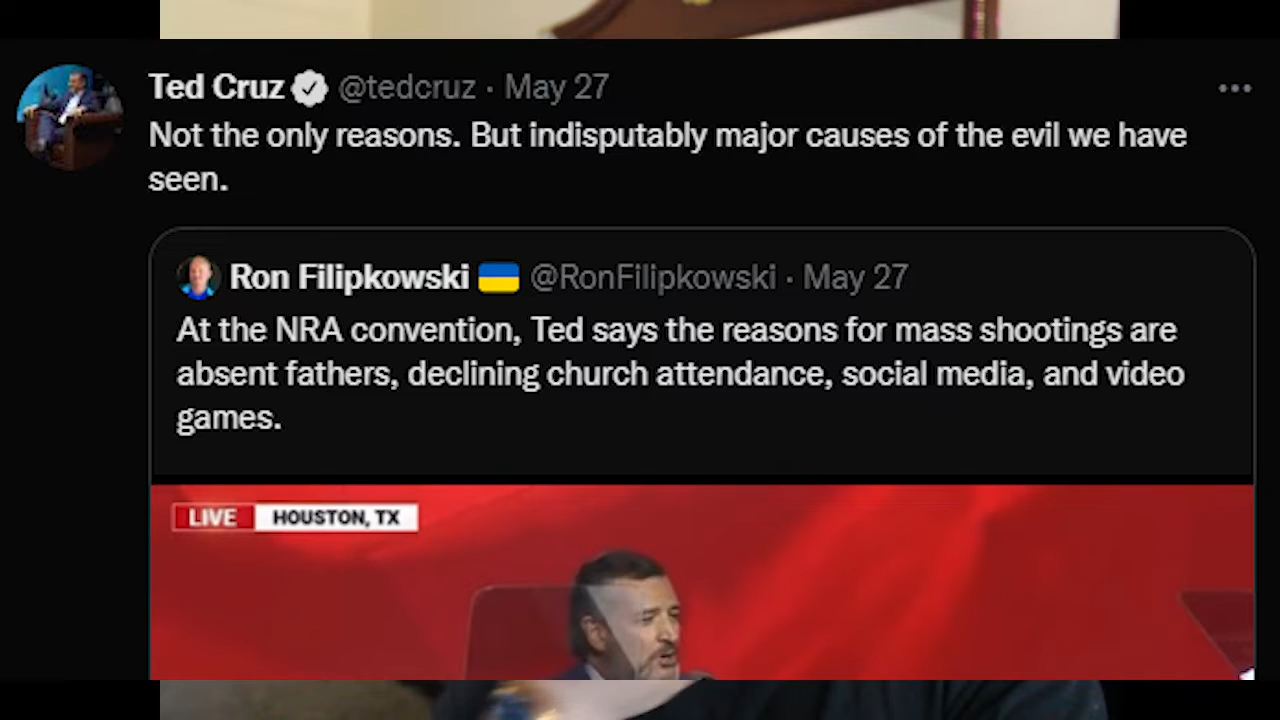 Ted Cruz @tedcruz · May 27
Not the only reasons. But indisputably major causes of the evil we have
seen.
Ron Filipkowski 🇺🇦 @RonFilipkowski · May 27
At the NRA convention, Ted says the reasons for mass shootings are
absent fathers, declining church attendance, social media, and video
games.
LIVE HOUSTON, TX